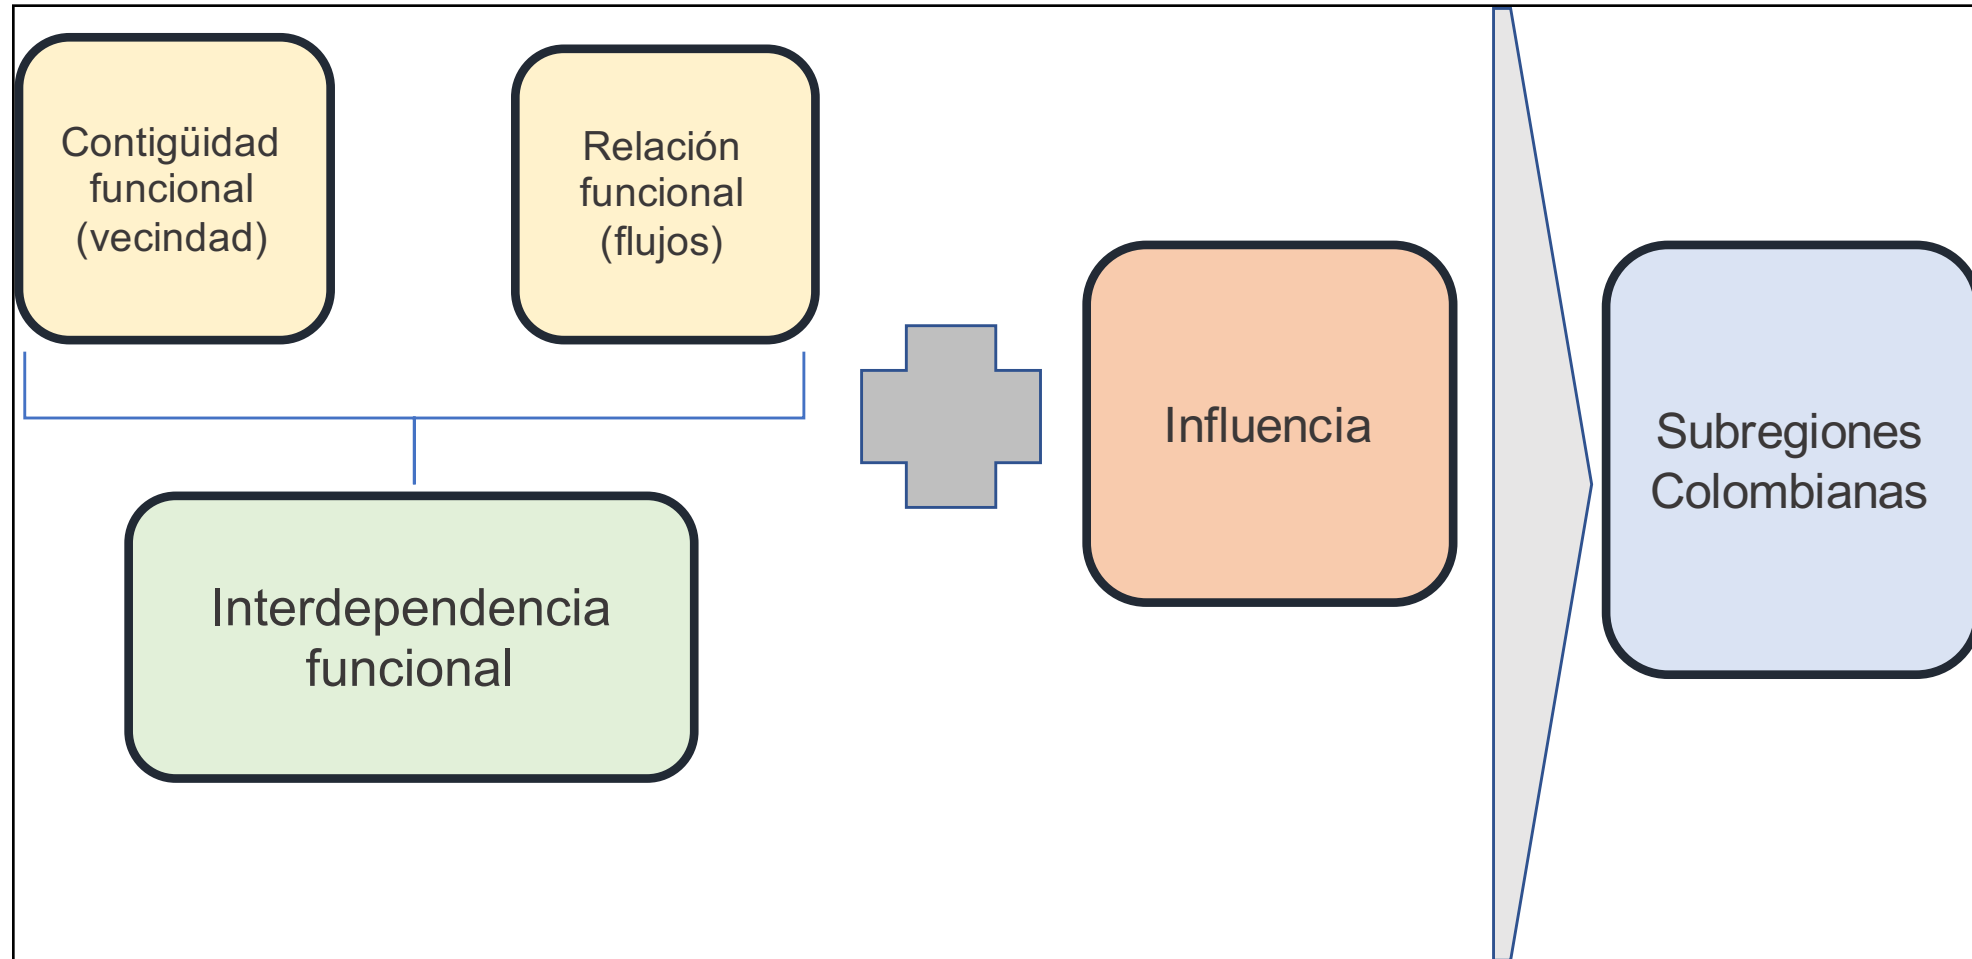 Contigüidad
funcional
(vecindad)
Relación
funcional
(flujos)
Interdependencia
funcional
Influencia
Subregiones
Colombianas